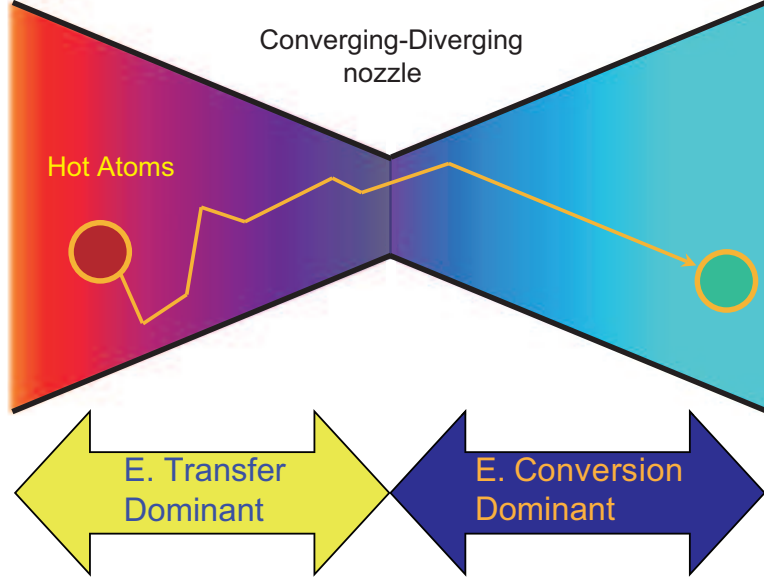 Converging-Diverging
nozzle
Hot Atoms
E. Transfer
Dominant
E. Conversion
Dominant